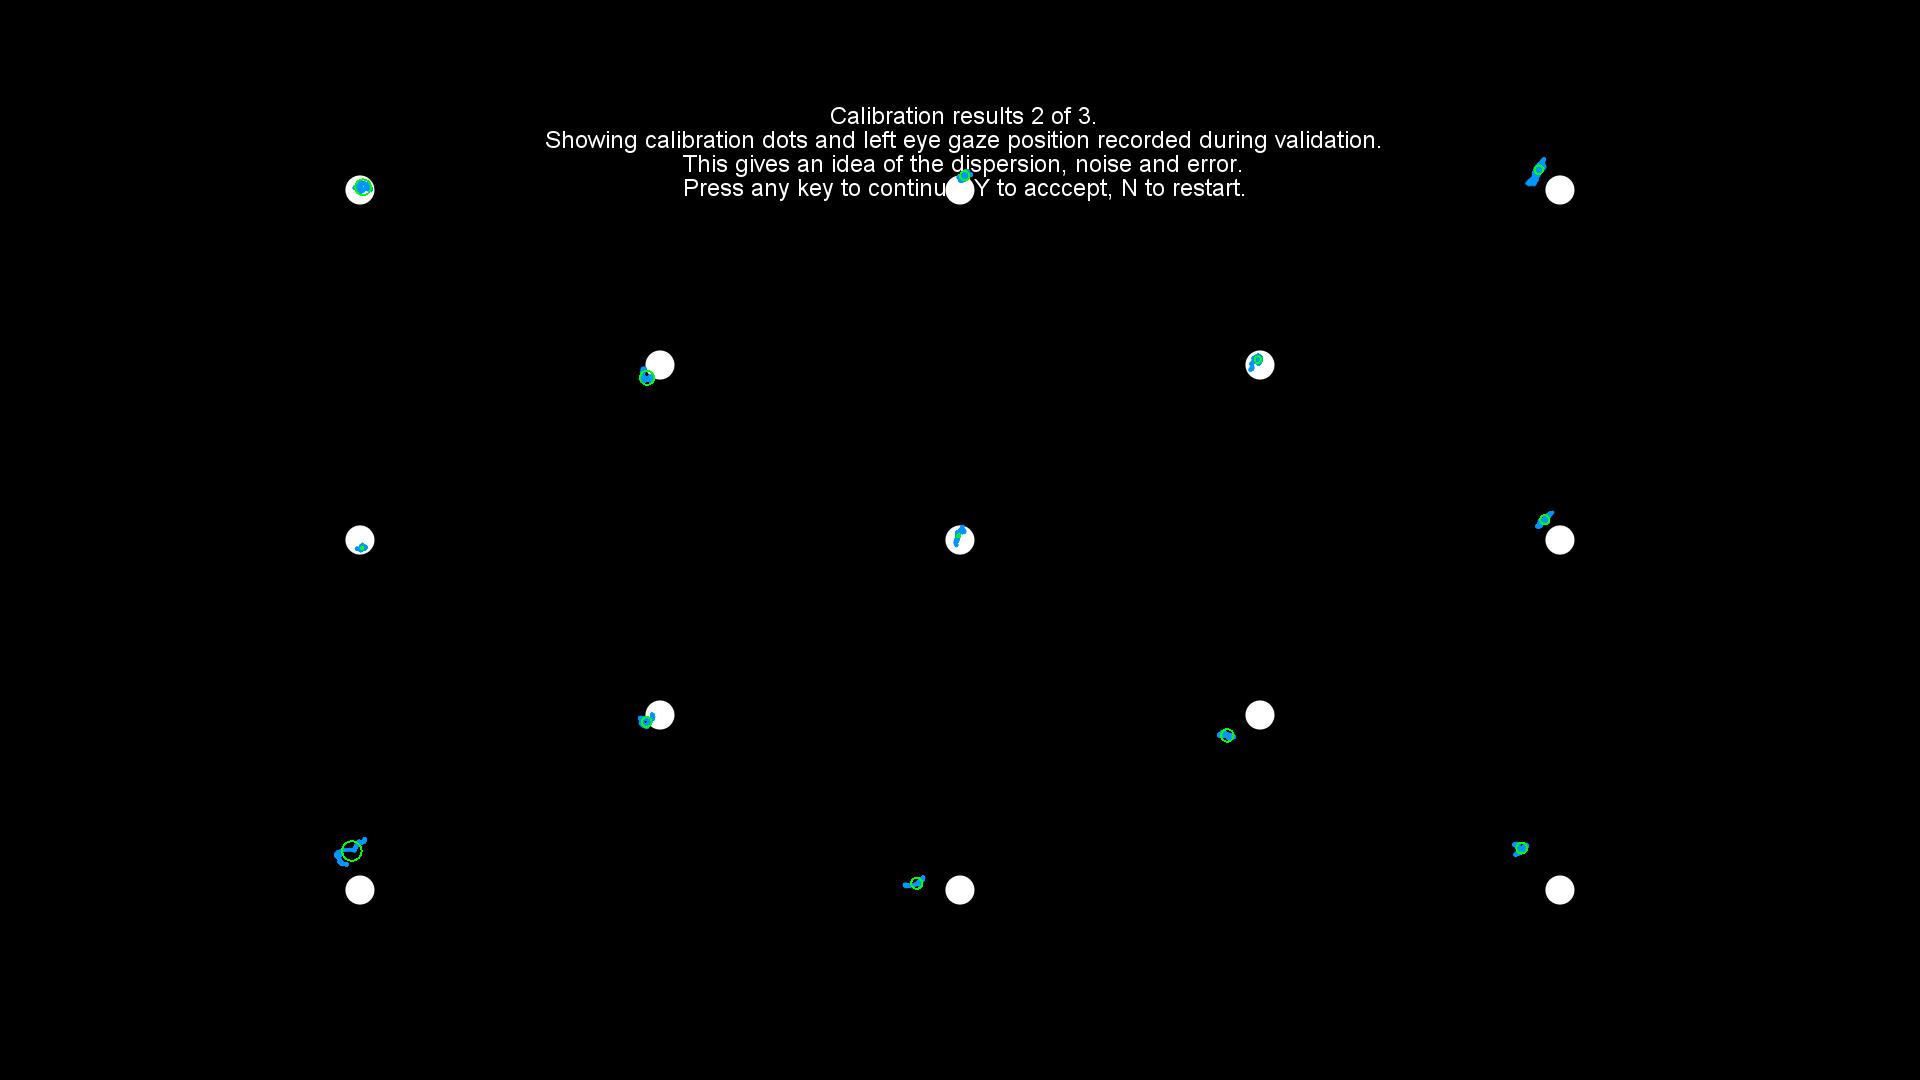 Calibration results 2 of 3.
Showing calibration dots and left eye gaze position recorded during validation.
This gives an idea of the dispersion, noise and error.
Press any key to continu Y to acccept, N to restart.